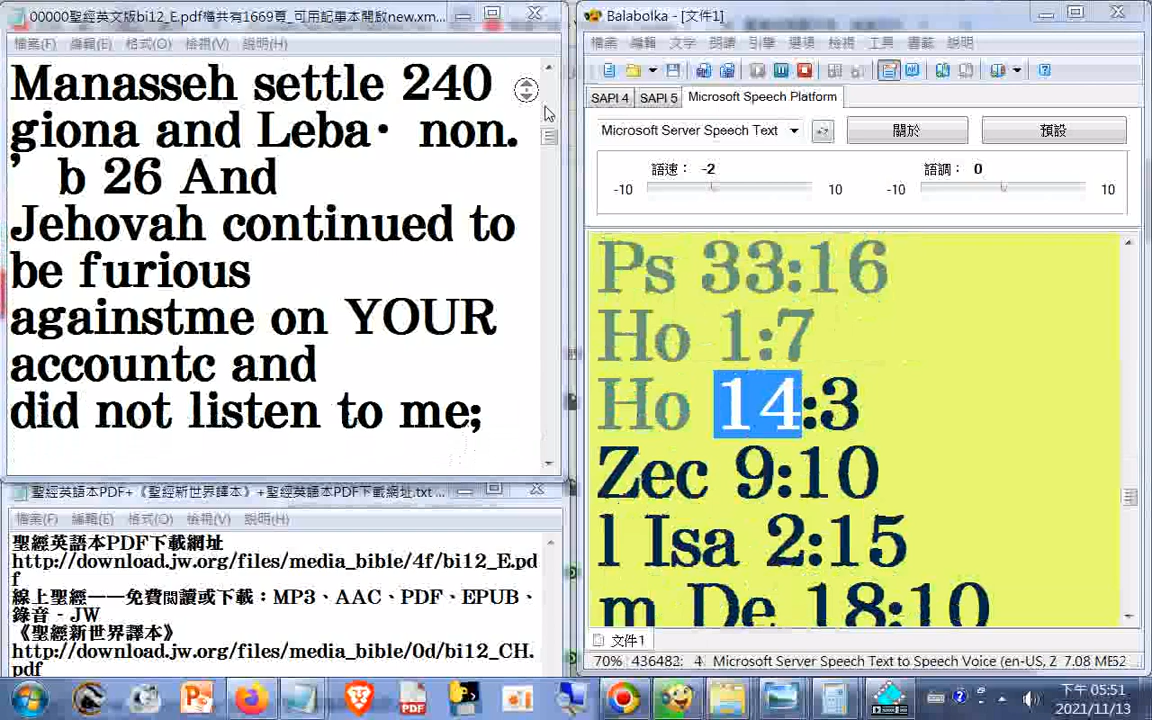 00000聖經英文版bi12_E.pdf檔共有1669頁_可用記事本開啟new.xm...
檔案(F) 編輯(E) 格式(O) 檢視(V) 說明(H)
Manasseh settle 240
giona and Leba· non.
’ b 26 And
Jehovah continued to
be furious
againstme on YOUR
accountc and
did not listen to me;
聖經英語本PDF+《聖經新世界譯本》+聖經英語本PDF下載網址.txt ...
檔案(F) 編輯(E) 格式(O) 檢視(V) 說明(H)
聖經英語本PDF下載網址
http://download.jw.org/files/media_bible/4f/bi12_E.pd
f
線上聖經——免費閱讀或下載：MP3、AAC、PDF、EPUB、
錄音 - JW
《聖經新世界譯本》
http://download.jw.org/files/media_bible/0d/bi12_CH.
pdf
Balabolka - [文件1]
檔案 編輯 文字 朗讀 引擎 選項 檢視 工具 書籤 說明
SAPI 4 SAPI 5 Microsoft Speech Platform
Microsoft Server Speech Text 關於 預設
語速： -2 語調： 0
-10 10 -10 10
Ps 33:16
Ho 1:7
Ho 14:3
Zec 9:10
l Isa 2:15
m De 18:10
文件1
70% 436482: 4 Microsoft Server Speech Text to Speech Voice (en-US, Z 7.08 ME52
下午 05:51
2021/11/13